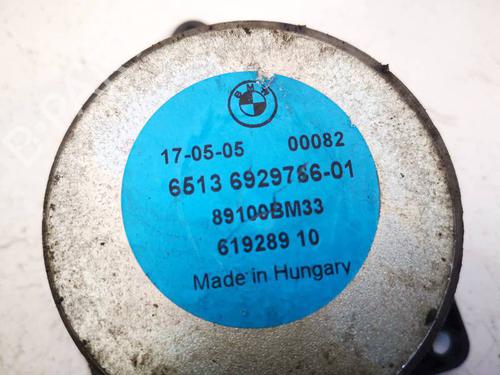 BMW
17-05-05 00082
6513 6929786-01
89100BM33
619289 10
Made in Hungary